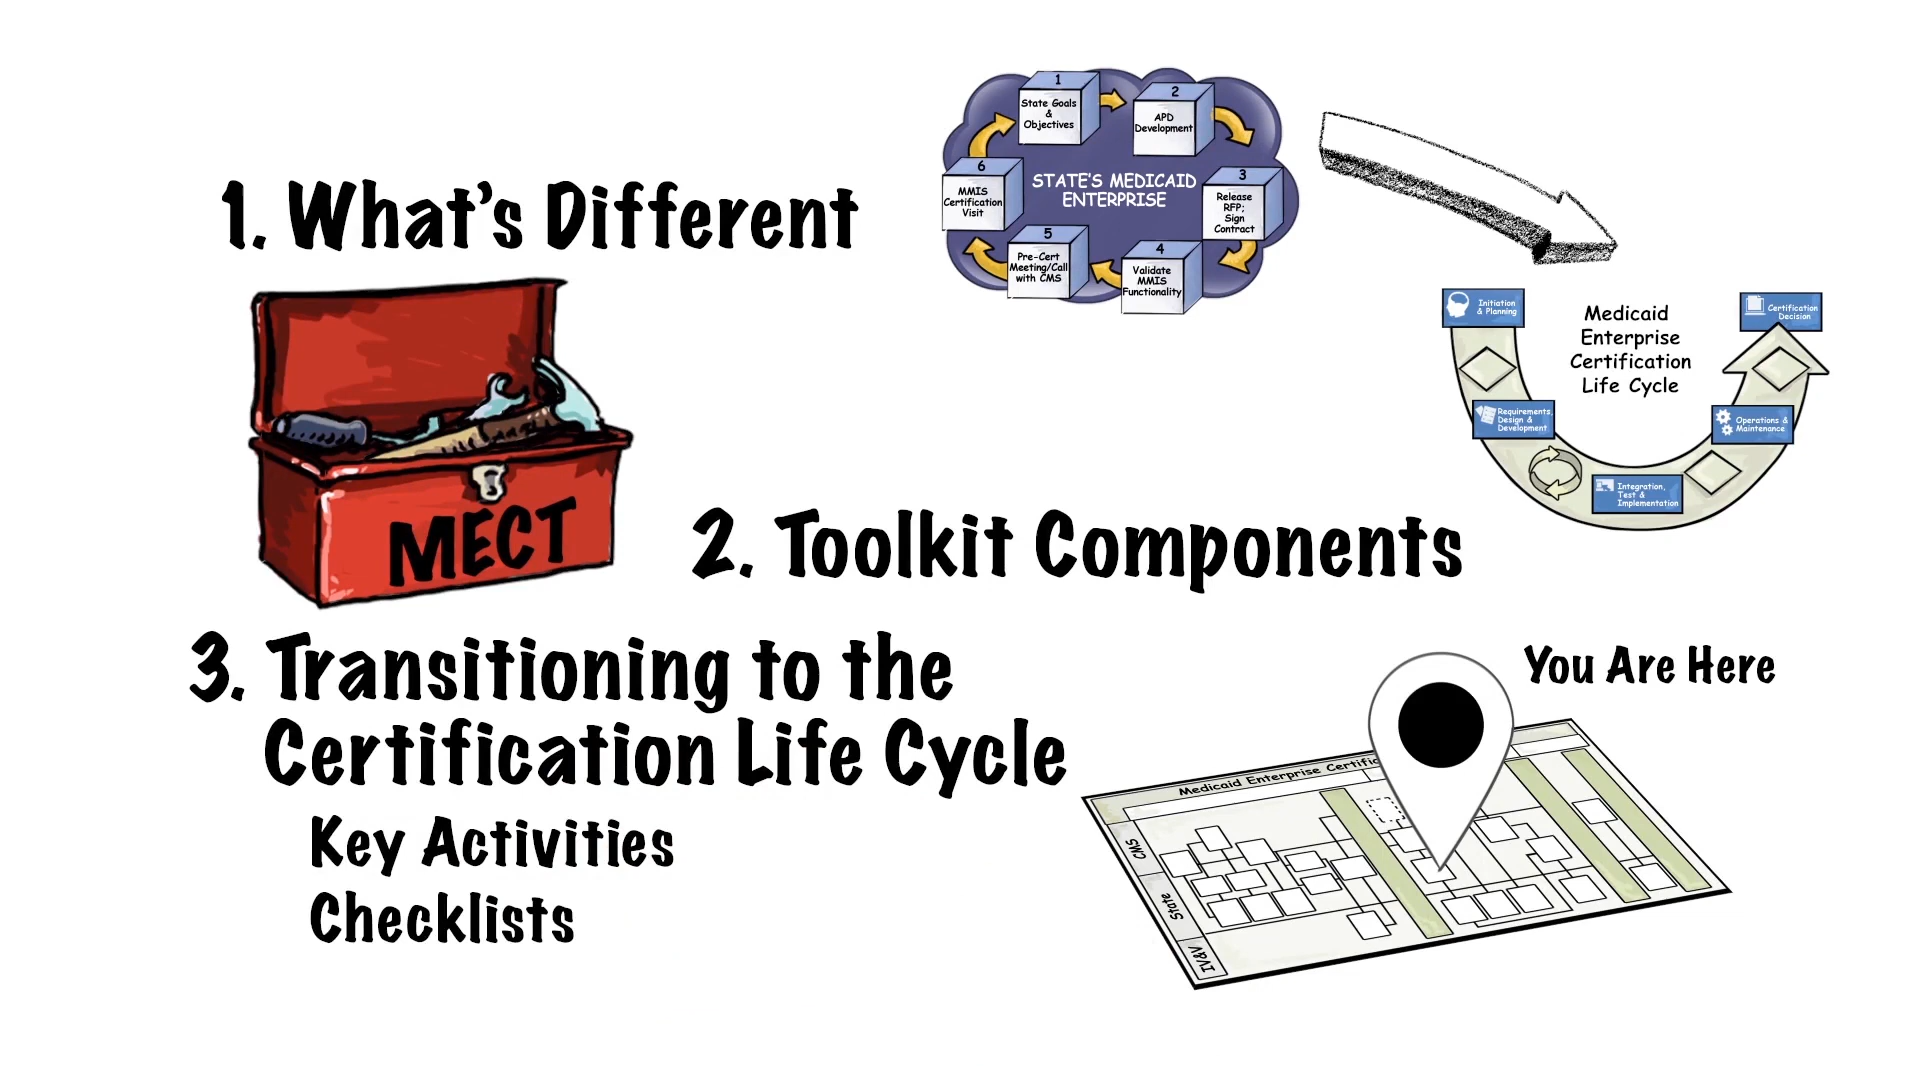 1. What's Different
1
State Goals
&
Objectives
2
APD
Development
3
Release
RFP;
Sign
Contract
4
Validate
MMIS
Functionality
5
Pre-Cert
Meeting/Call
with CMS
6
MMIS
Certification
Visit
STATE'S MEDICAID
ENTERPRISE
Initiation
& Planning
Requirements,
Design &
Development
Integration,
Test &
Implementation
Operations &
Maintenance
Certification
Decision
Medicaid
Enterprise
Certification
Life Cycle
MECT
2. Toolkit Components
3. Transitioning to the
Certification Life Cycle
Key Activities
Checklists
You Are Here
Medicaid Enterprise Certific
CMS
State
IV&V